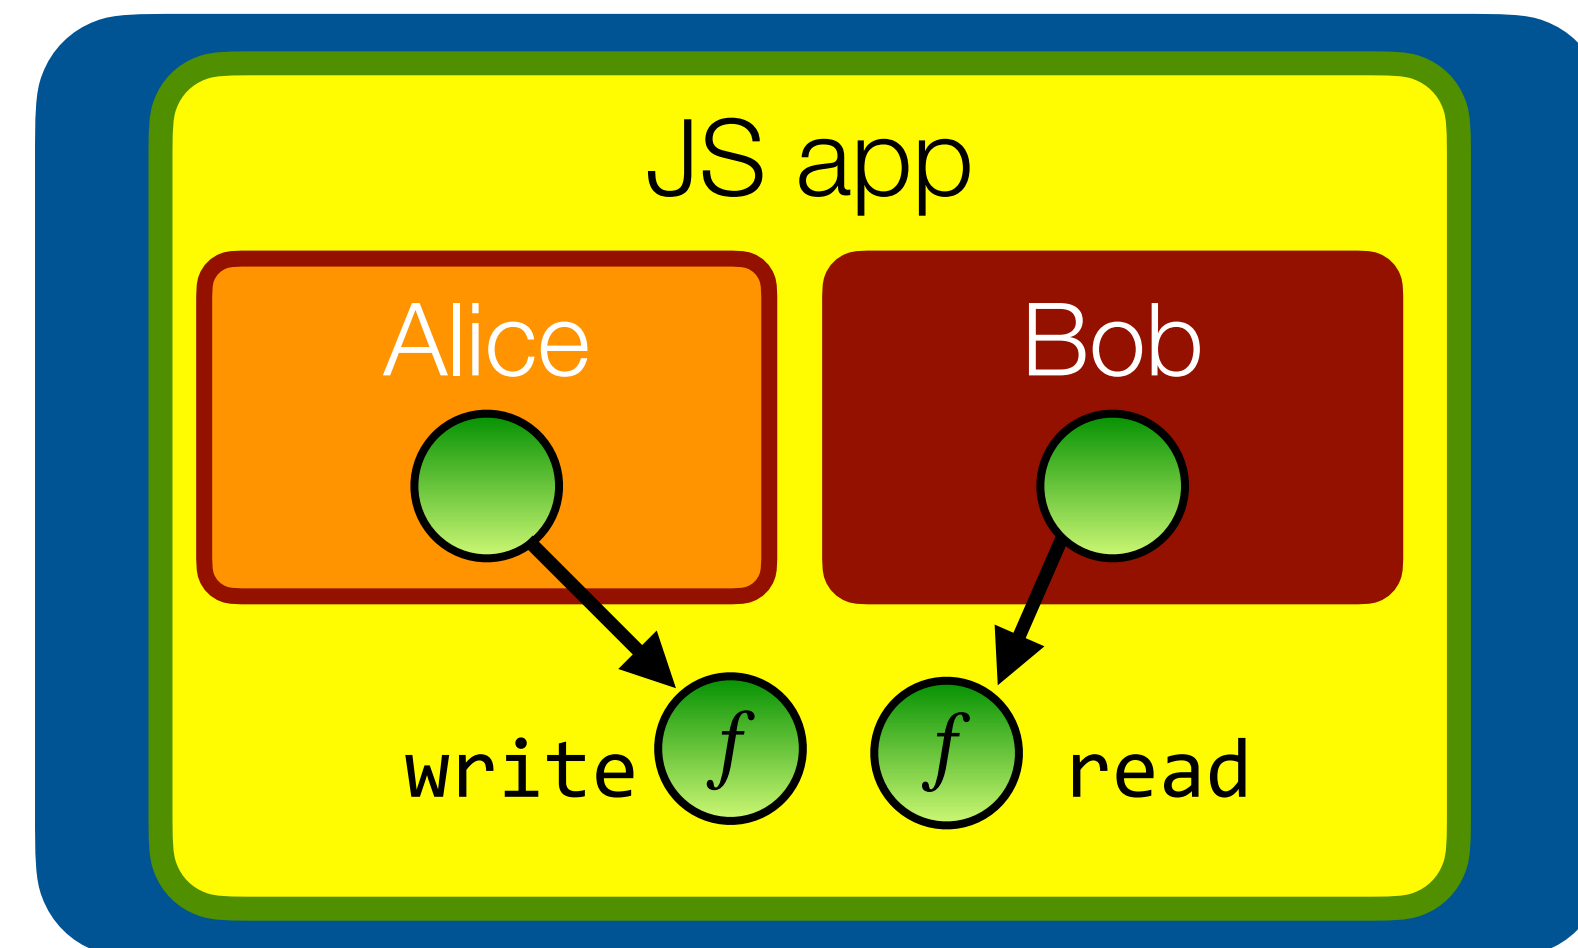 JS app
Alice
Bob
write
f
f
read